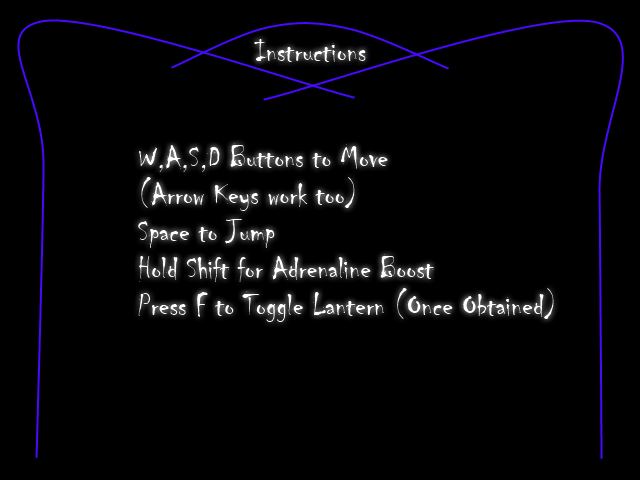 Instructions
W,A,S,D Buttons to Move
(Arrow Keys work too)
Space to Jump
Hold Shift for Adrenaline Boost
Press F to Toggle Lantern (Once Obtained)